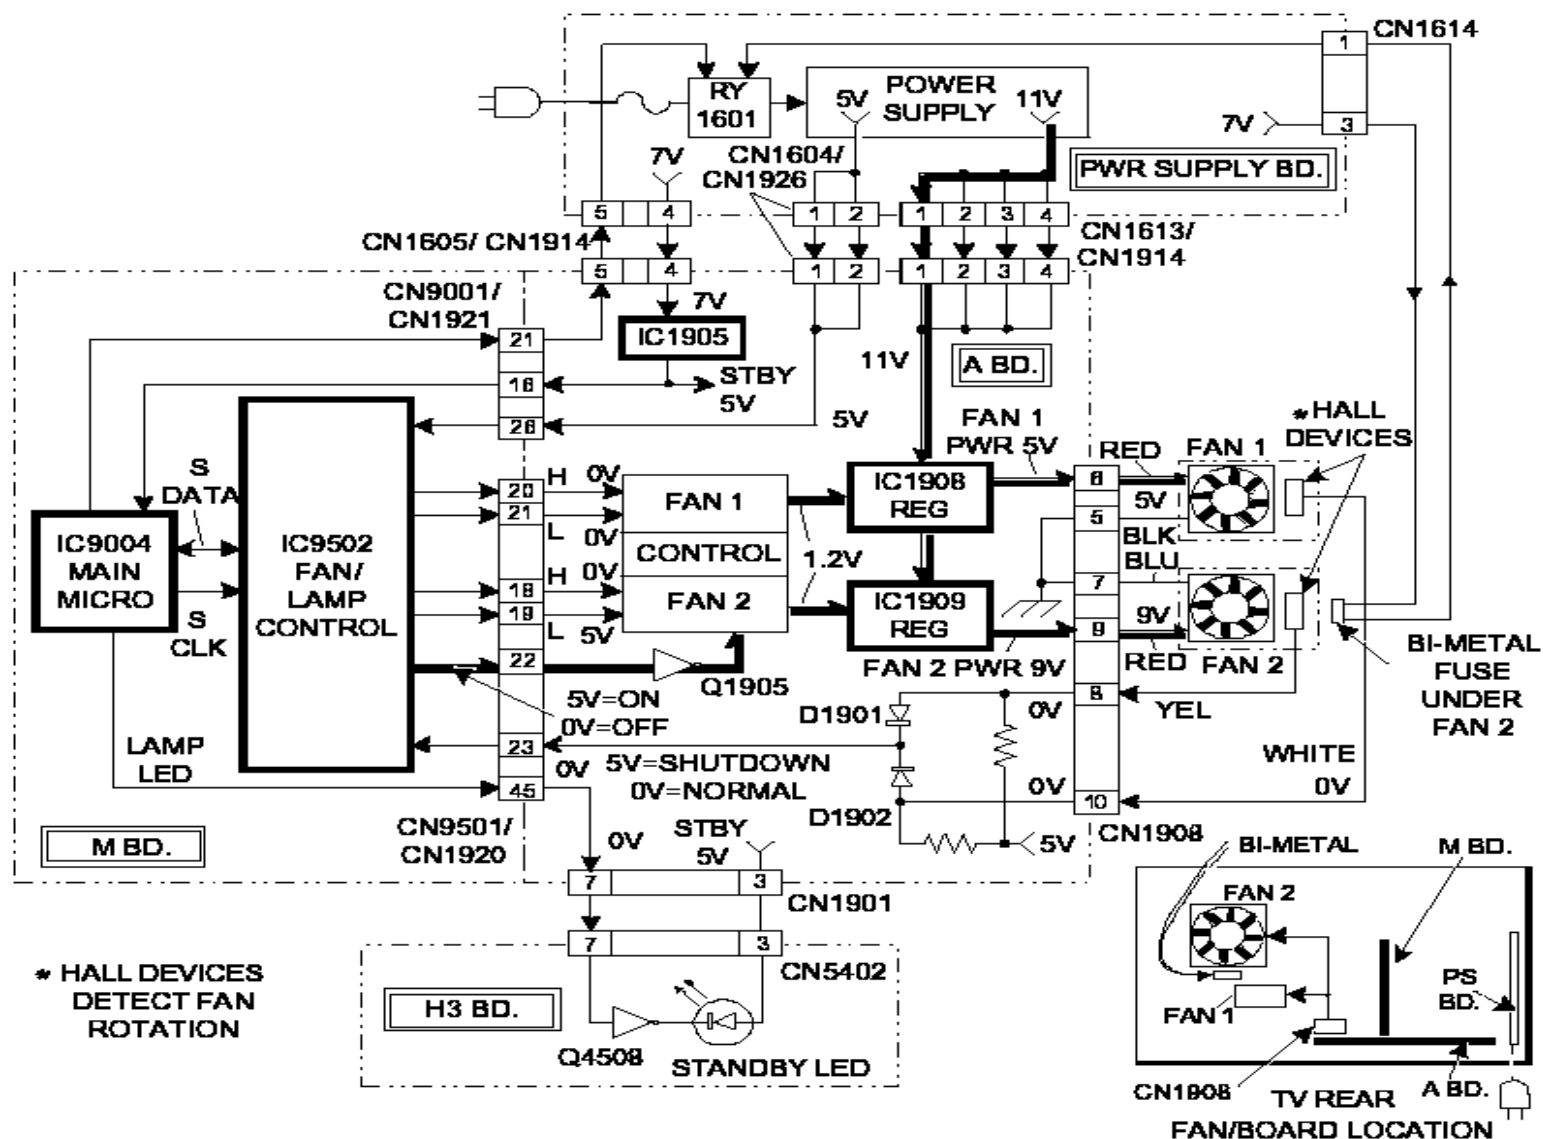 CN1614
1
3
7V
RY
1601
5V
POWER
SUPPLY
11V
7V
CN1604/
CN1926
PWR SUPPLY BD.
5
4
1
2
1
2
3
4
CN1605/ CN1914
CN1613/
CN1914
5
4
1
2
1
2
3
4
CN9001/
CN1921
7V
IC1905
21
16
STBY
5V
26
5V
11V
A BD.
S
DATA
IC9004
MAIN
MICRO
S
CLK
IC9502
FAN/
LAMP
CONTROL
20
H
0V
21
L
0V
18
H
0V
19
L
5V
22
FAN 1
CONTROL
FAN 2
1.2V
Q1905
5V=ON
0V=OFF
IC1908
REG
IC1909
REG
FAN 1
PWR 5V
FAN 2 PWR 9V
6
RED
5V
5
BLK
BLU
7
9V
9
RED
FAN 1
FAN 2
* HALL
DEVICES
BI-METAL
FUSE
UNDER
FAN 2
8
0V
YEL
D1901
23
5V=SHUTDOWN
0V=NORMAL
0V
D1902
0V
10
WHITE
0V
CN1908
5V
LAMP
LED
45
CN9501/
CN1920
M BD.
0V
STBY
5V
7
3
CN1901
7
3
CN5402
H3 BD.
Q4508
STANDBY LED
* HALL DEVICES
DETECT FAN
ROTATION
BI-METAL
M BD.
FAN 2
FAN 1
PS
BD.
CN1908
A BD.
TV REAR
FAN/BOARD LOCATION